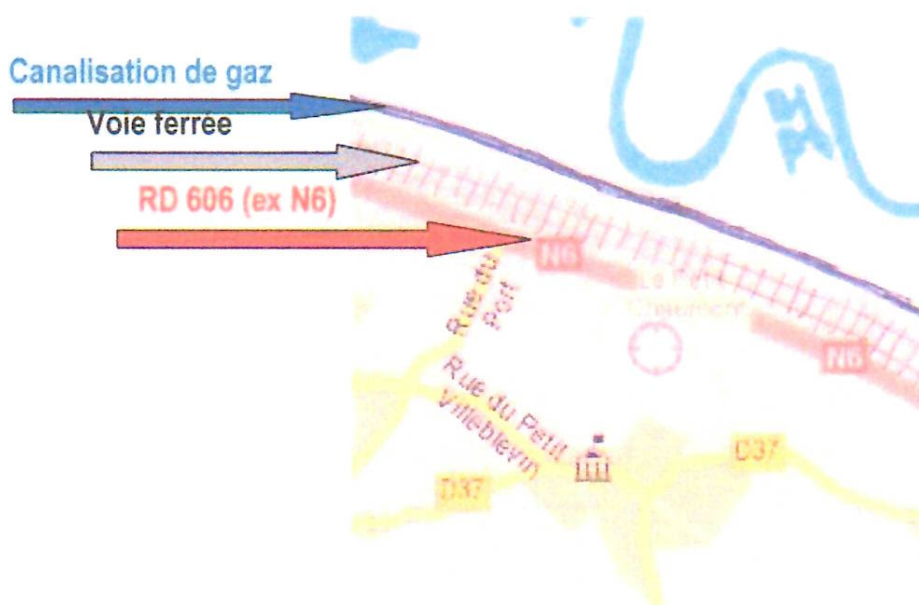 Canalisation de gaz
Voie ferrée
RD 606 (ex N6)
N6
Rue du
Port
N6
Rue du Petit
Villeblevin
D37
D37